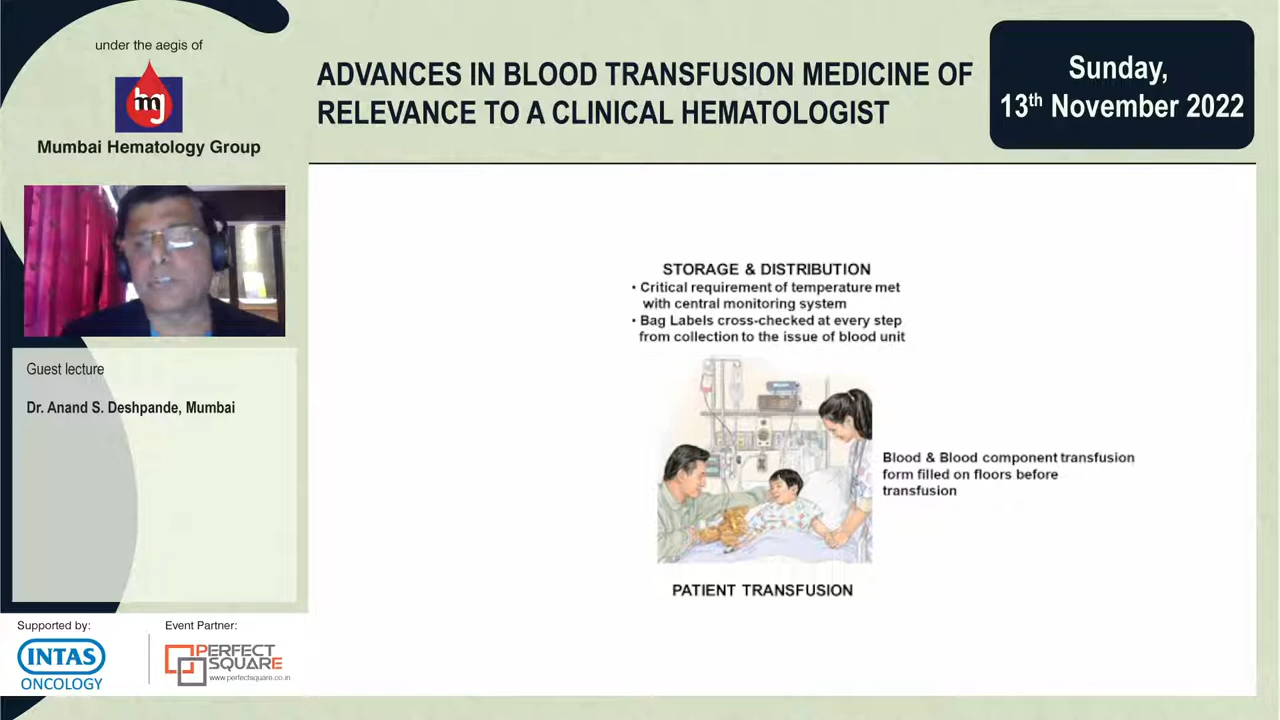 under the aegis of
mg
Mumbai Hematology Group
ADVANCES IN BLOOD TRANSFUSION MEDICINE OF
RELEVANCE TO A CLINICAL HEMATOLOGIST
Sunday,
13th November 2022
Guest lecture
Dr. Anand S. Deshpande, Mumbai
STORAGE & DISTRIBUTION
• Critical requirement of temperature met
with central monitoring system
• Bag Labels cross-checked at every step
from collection to the issue of blood unit
Blood & Blood component transfusion
form filled on floors before
transfusion
PATIENT TRANSFUSION
Supported by:
INTAS
ONCOLOGY
Event Partner:
PERFECT
SQUARE
www.perfectsquare.co.in